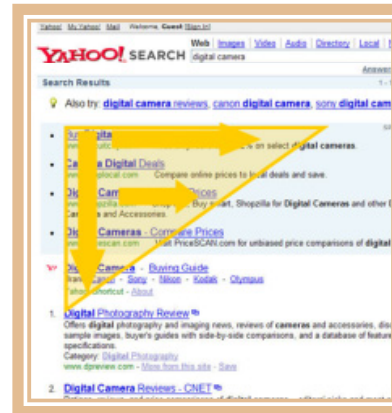 Yahoo! My Yahoo! Mail Welcome, Guest [Sign In]
Web Images Video Audio Directory Local
YAHOO! SEARCH digital camera
Answers
Search Results 1 -
Also try: digital camera reviews, canon digital camera, sony digital cam
Digita
% on select digital cameras.
Digital Deals
Compare online prices to local deals and save.
Digital Prices
Buy smart, Shopzilla for Digital Cameras and other
and Accessories.
Digital Cameras - Compare Prices
Visit PriceSCAN.com for unbiased price comparisons of digital
Digital Camera - Buying Guide
Canon - Sony - Nikon - Kodak - Olympus
Shortcut - About
1. Digital Photography Review
Offers digital photography and imaging news, reviews of cameras and accessories, dis
sample images, buyer's guides with side-by-side comparisons, and a database of feature
specifications.
Category: Digital Photography
www.dpreview.com - More from this site - Save
2. Digital Camera Reviews - CNET